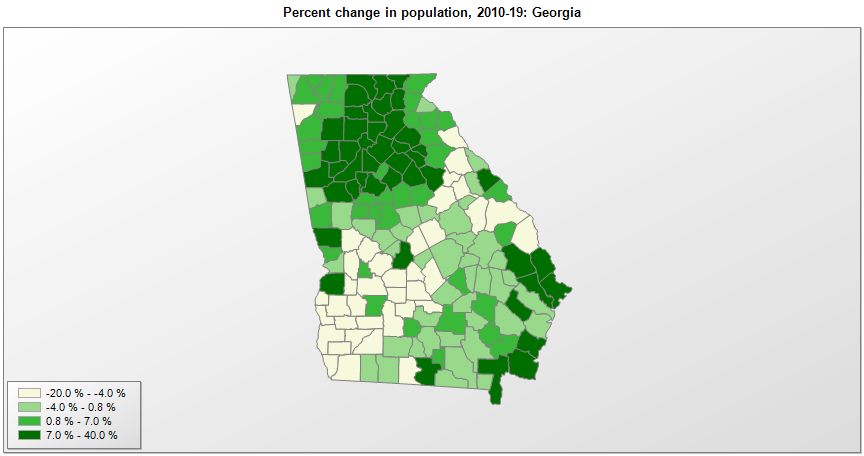 Percent change in population, 2010-19: Georgia
-20.0 % - -4.0 %
-4.0 % - 0.8 %
0.8 % - 7.0 %
7.0 % - 40.0 %